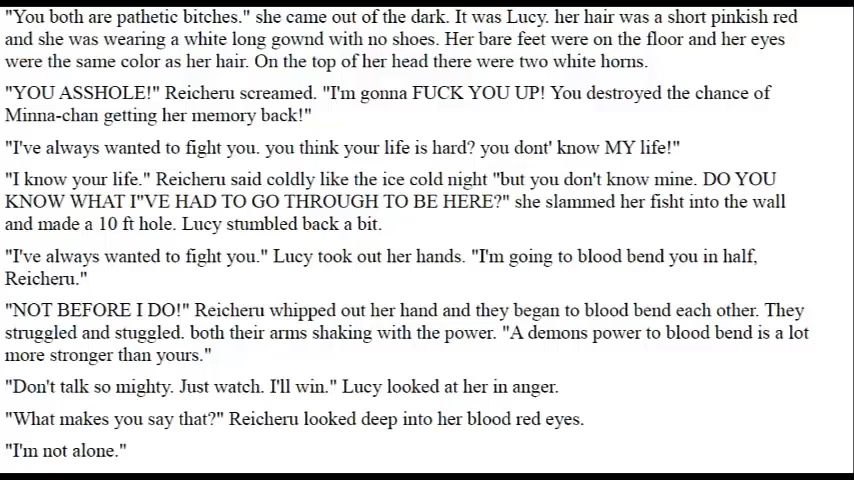 "You both are pathetic bitches." she came out of the dark. It was Lucy. her hair was a short pinkish red
and she was wearing a white long gownd with no shoes. Her bare feet were on the floor and her eyes
were the same color as her hair. On the top of her head there were two white horns.
"YOU ASSHOLE!" Reicheru screamed. "I'm gonna FUCK YOU UP! You destroyed the chance of
Minna-chan getting her memory back!"
"I've always wanted to fight you. you think your life is hard? you dont' know MY life!"
"I know your life." Reicheru said coldly like the ice cold night "but you don't know mine. DO YOU
KNOW WHAT I"VE HAD TO GO THROUGH TO BE HERE?" she slammed her fisht into the wall
and made a 10 ft hole. Lucy stumbled back a bit.
"I've always wanted to fight you." Lucy took out her hands. "I'm going to blood bend you in half,
Reicheru."
"NOT BEFORE I DO!" Reicheru whipped out her hand and they began to blood bend each other. They
struggled and stuggled. both their arms shaking with the power. "A demons power to blood bend is a lot
more stronger than yours."
"Don't talk so mighty. Just watch. I'll win." Lucy looked at her in anger.
"What makes you say that?" Reicheru looked deep into her blood red eyes.
"I'm not alone."